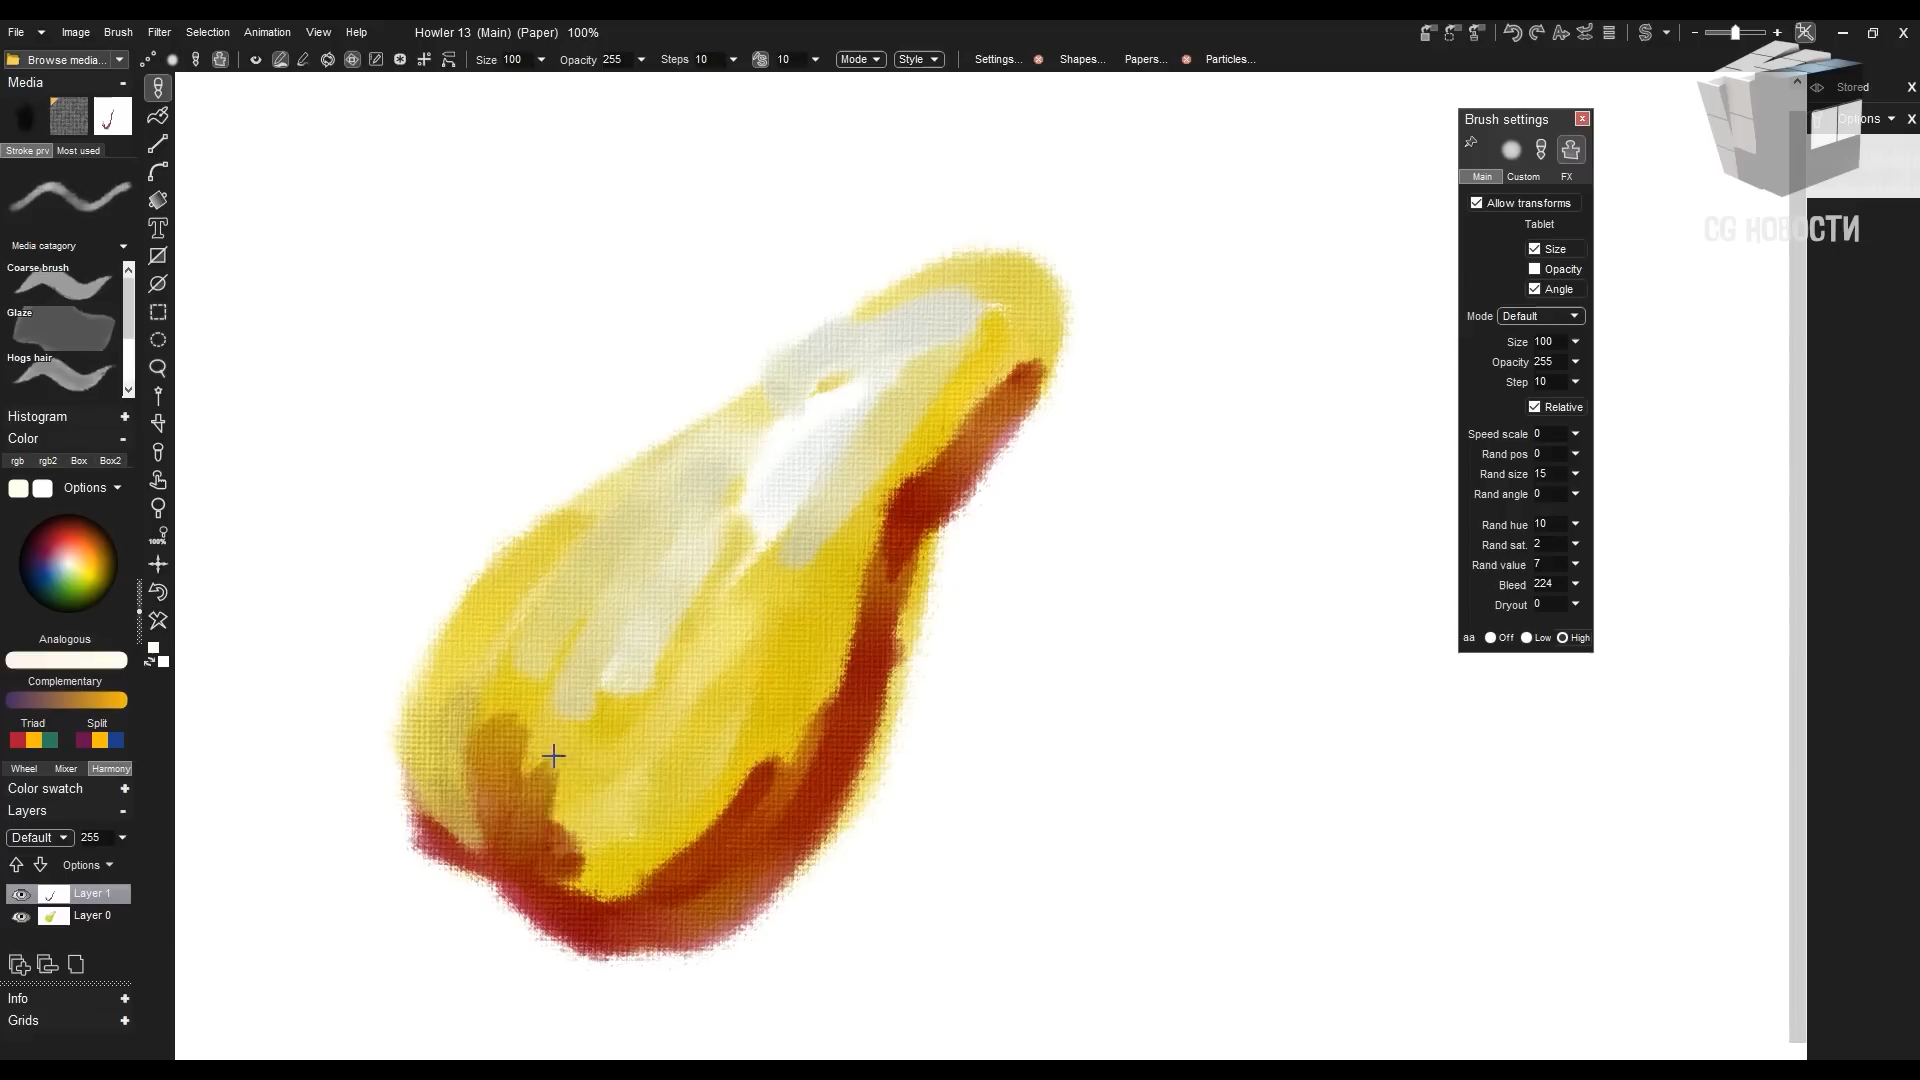 File Image Brush Filter Selection Animation View Help Howler 13 (Main) (Paper) 100%
Browse media... Size 100 Opacity 255 Steps 10 10 Mode Style Settings... Shapes... Papers... Particles...
Media
Stroke prv Most used
Media catagory
Coarse brush
Glaze
Hogs hair
Histogram
Color
rgb rgb2 Box Box2
Options
Analogous
Complementary
Triad Split
Wheel Mixer Harmony
Color swatch
Layers
Default 255
Options
Layer 1
Layer 0
Info
Grids
100%
Brush settings
Main Custom FX
Allow transforms
Tablet
Size
Opacity
Angle
Mode Default
Size 100
Opacity 255
Step 10
Relative
Speed scale 0
Rand pos 0
Rand size 15
Rand angle 0
Rand hue 10
Rand sat. 2
Rand value 7
Bleed 224
Dryout 0
aa Off Low High
Stored X
Options X
CG НОВОСТИ